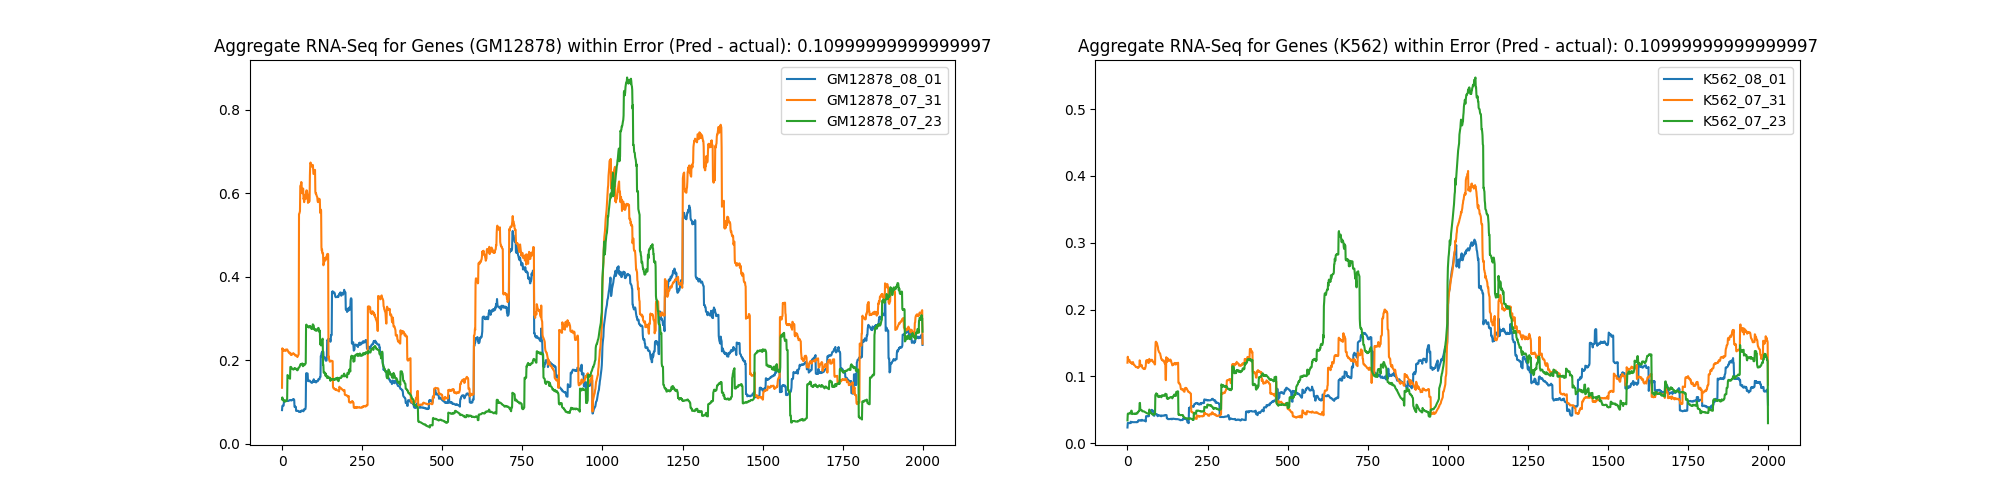 Aggregate RNA-Seq for Genes (GM12878) within Error (Pred - actual): 0.10999999999999997
GM12878_08_01
GM12878_07_31
GM12878_07_23
0.8
0.6
0.4
0.2
0.0
0 250 500 750 1000 1250 1500 1750 2000
Aggregate RNA-Seq for Genes (K562) within Error (Pred - actual): 0.10999999999999997
K562_08_01
K562_07_31
K562_07_23
0.5
0.4
0.3
0.2
0.1
0.0
0 250 500 750 1000 1250 1500 1750 2000